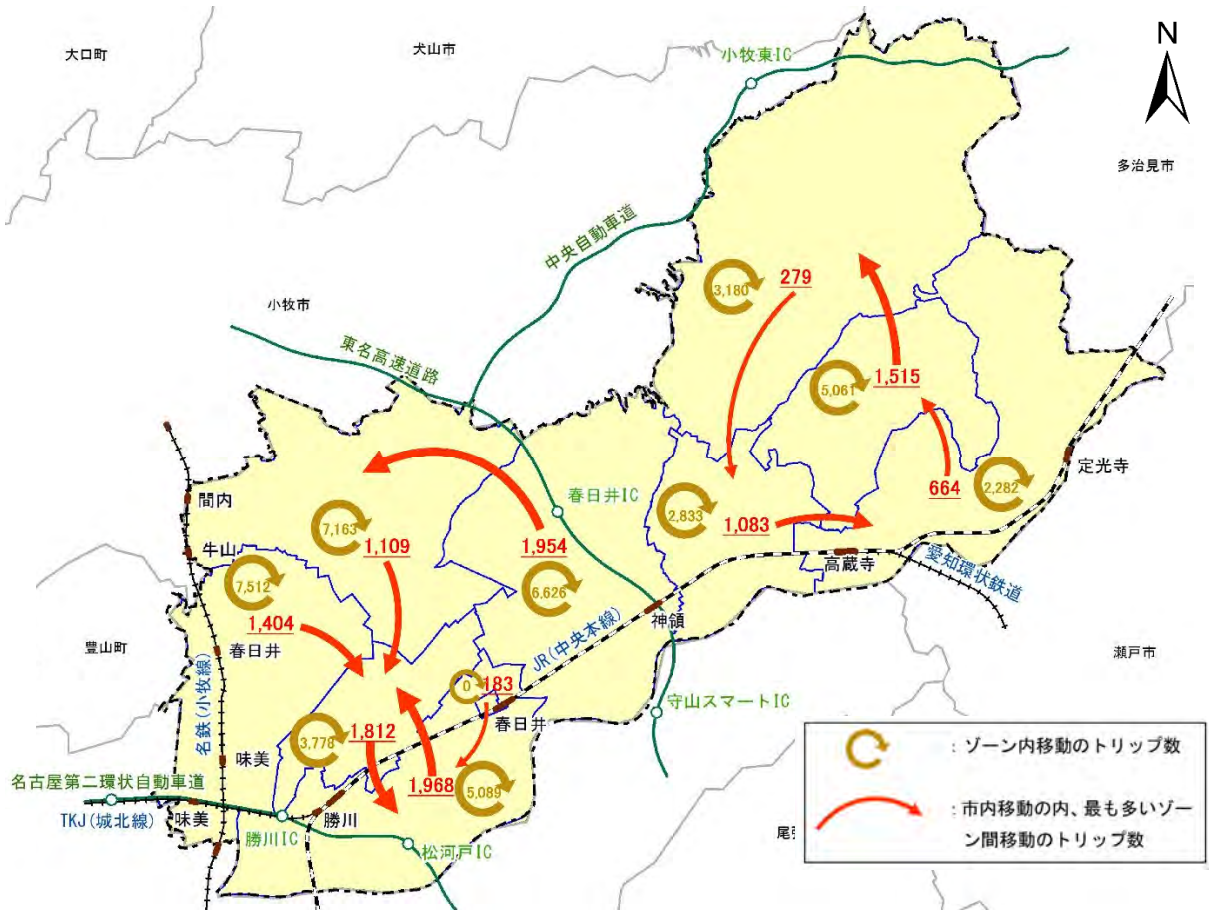 大口町
犬山市
小牧東IC
N
多治見市
中央自動車道
小牧市
東名高速道路
3,180
279
5,061
1,515
定光寺
664
2,282
間内
春日井IC
2,833
1,083
7,163
1,109
1,954
牛山
高蔵寺
愛知環状鉄道
7,512
6,626
1,404
神領
豊山町
春日井
JR(中央本線)
瀬戸市
名鉄(小牧線)
0
183
守山スマートIC
春日井
3,778
1,812
味美
1,968
5,089
名古屋第二環状自動車道
TKJ(城北線)
味美
勝川IC
勝川
松河戸IC
尾張
:ゾーン内移動のトリップ数
:市内移動の内、最も多いゾー
ン間移動のトリップ数